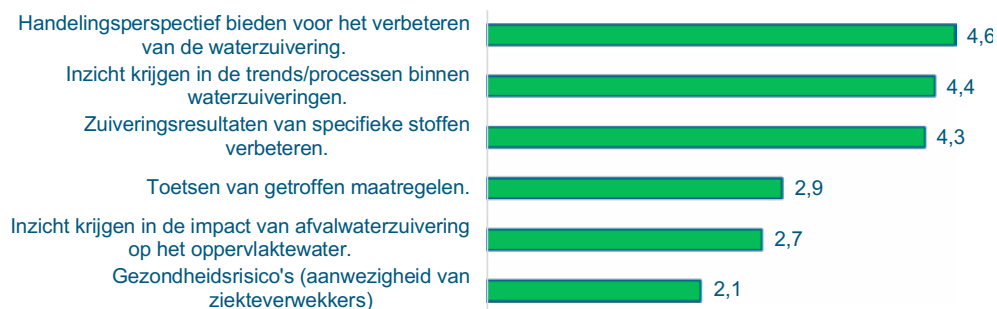 Handelingsperspectief bieden voor het verbeteren
van de waterzuivering.
4,6
Inzicht krijgen in de trends/processen binnen
waterzuiveringen.
4,4
Zuiveringsresultaten van specifieke stoffen
verbeteren.
4,3
Toetsen van getroffen maatregelen.
2,9
Inzicht krijgen in de impact van afvalwaterzuivering
op het oppervlaktewater.
2,7
Gezondheidsrisico's (aanwezigheid van
ziekteverwekkers)
2,1